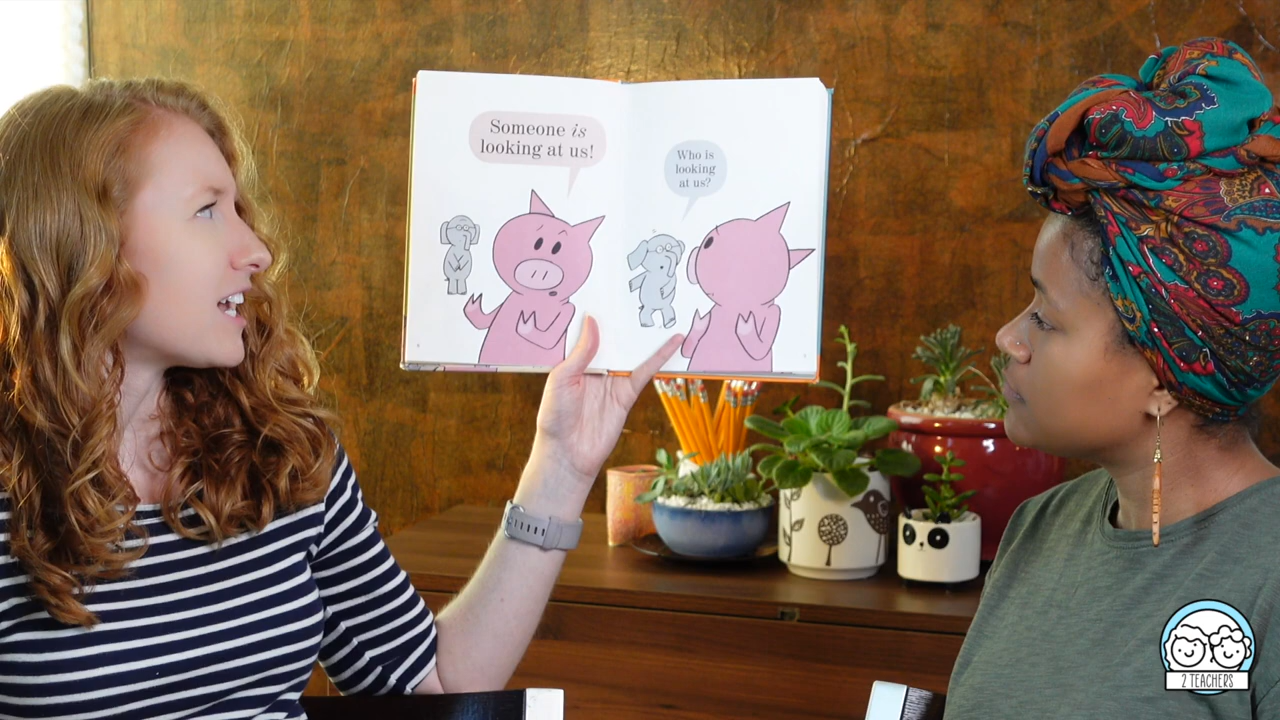 Someone is
looking at us!
Who is
looking
at us?
2 TEACHERS